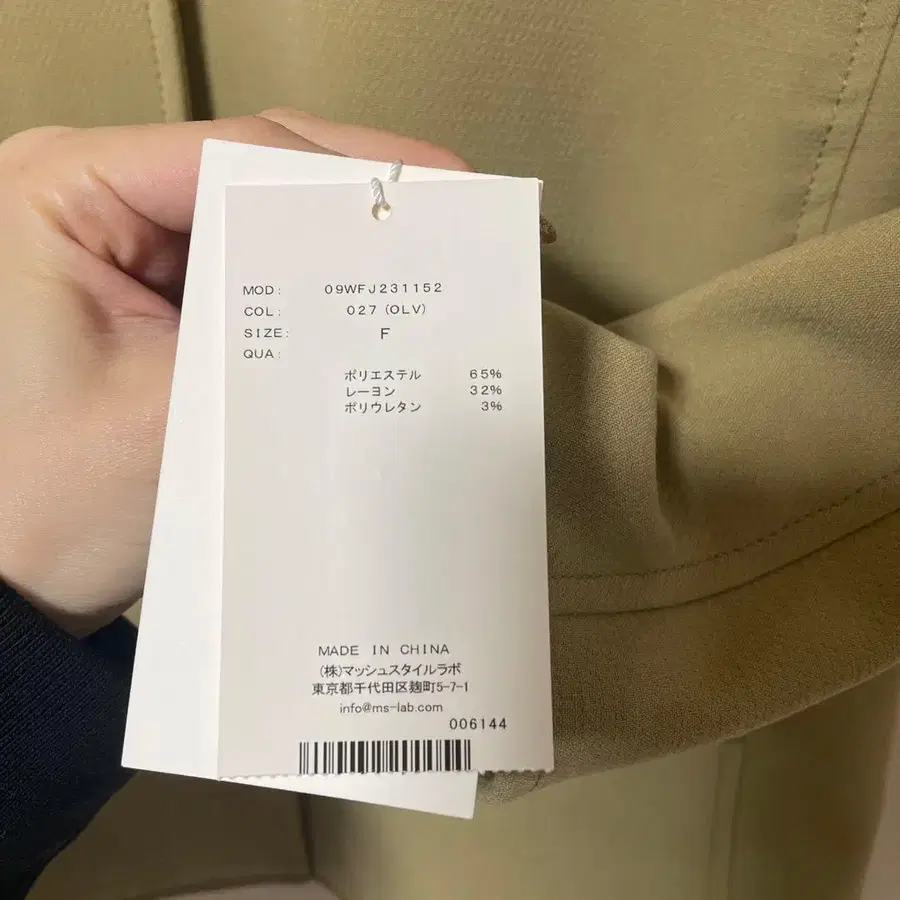 MOD: 09WFJ231152
COL: 027 (OLV)
SIZE: F
QUA:
ポリエステル 65%
レーヨン 32%
ポリウレタン 3%
MADE IN CHINA
(株)マッシュスタイルラボ
東京都千代田区麹町5-7-1
info@ms-lab.com
006144